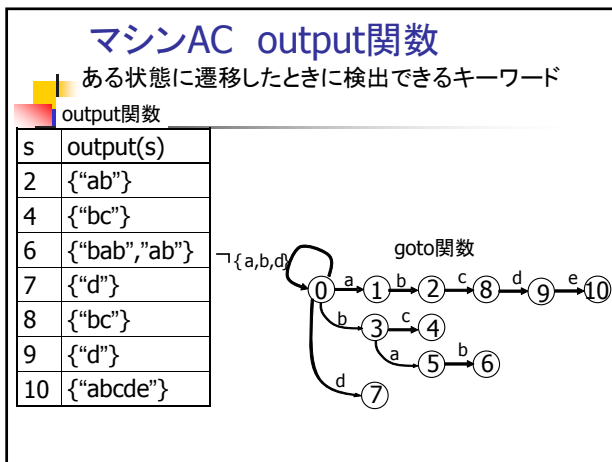 マシンAC output関数
ある状態に遷移したときに検出できるキーワード
output関数
s output(s)
2 {“ab”}
4 {“bc”}
6 {“bab”,”ab”}
7 {“d”}
8 {“bc”}
9 {“d”}
10 {“abcde”}
goto関数
¬{a,b,d}
0 a 1 b 2 c 8 d 9 e 10
b 3 c 4
a 5 b 6
d 7